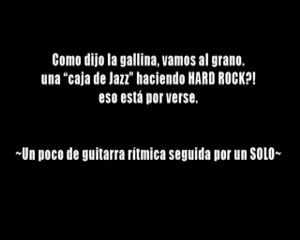 Como dijo la gallina, vamos al grano.
una "caja de Jazz" haciendo HARD ROCK?!
eso está por verse.
~Un poco de guitarra rítmica seguida por un SOLO~